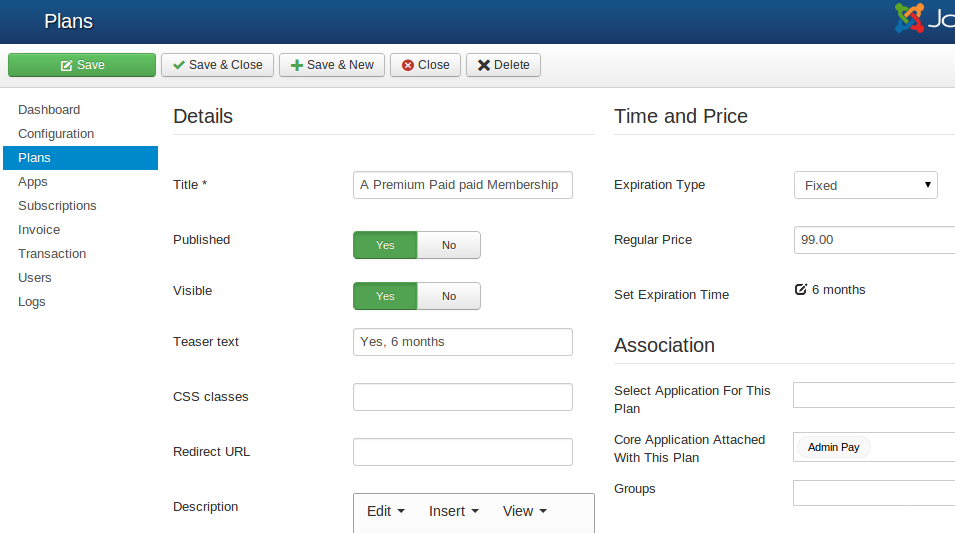 Plans
Save
Save & Close
Save & New
Close
Delete
Dashboard
Configuration
Plans
Apps
Subscriptions
Invoice
Transaction
Users
Logs
Details
Title *
A Premium Paid paid Membership
Published
Yes
No
Visible
Yes
No
Teaser text
Yes, 6 months
CSS classes
Redirect URL
Description
Edit
Insert
View
Time and Price
Expiration Type
Fixed
Regular Price
99.00
Set Expiration Time
6 months
Association
Select Application For This
Plan
Core Application Attached
With This Plan
Admin Pay
Groups